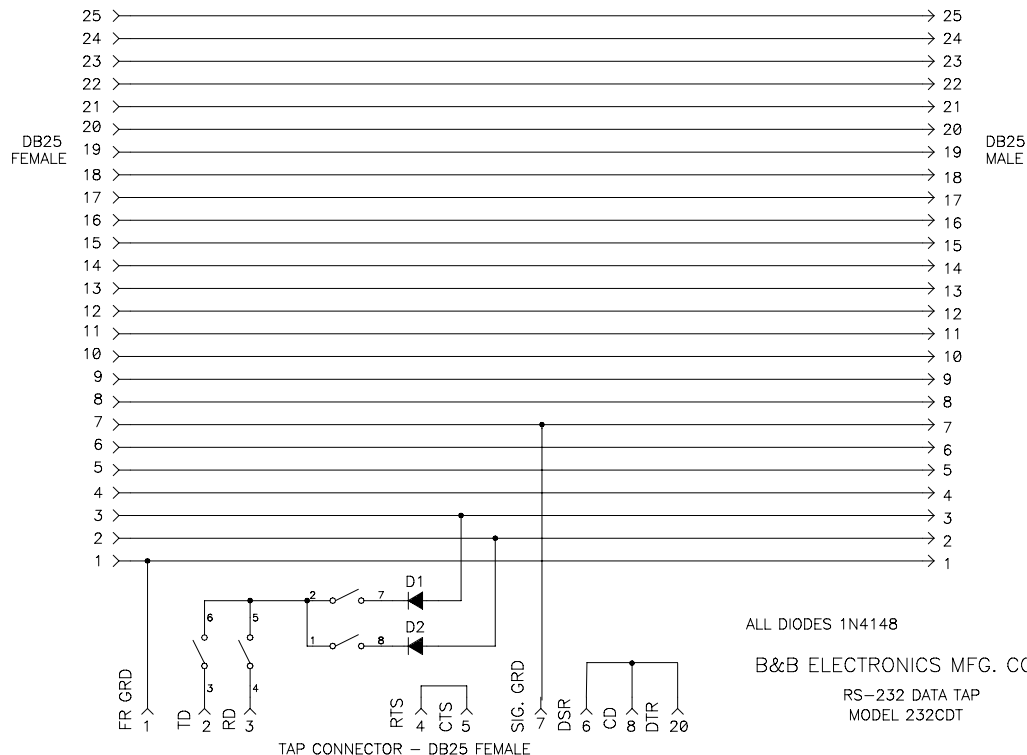 25 25
24 24
23 23
22 22
21 21
20 20
DB25
FEMALE
DB25
MALE
19 19
18 18
17 17
16 16
15 15
14 14
13 13
12 12
11 11
10 10
9 9
8 8
7 7
6 6
5 5
4 4
3 3
2 2
1 1
D1
2 7
D2
1 8
6 5
3 4
ALL DIODES 1N4148
B&B ELECTRONICS MFG. CO
RS-232 DATA TAP
MODEL 232CDT
FR GRD TD RD RTS CTS SIG. GRD DSR CD DTR
1 2 3 4 5 7 6 8 20
TAP CONNECTOR - DB25 FEMALE